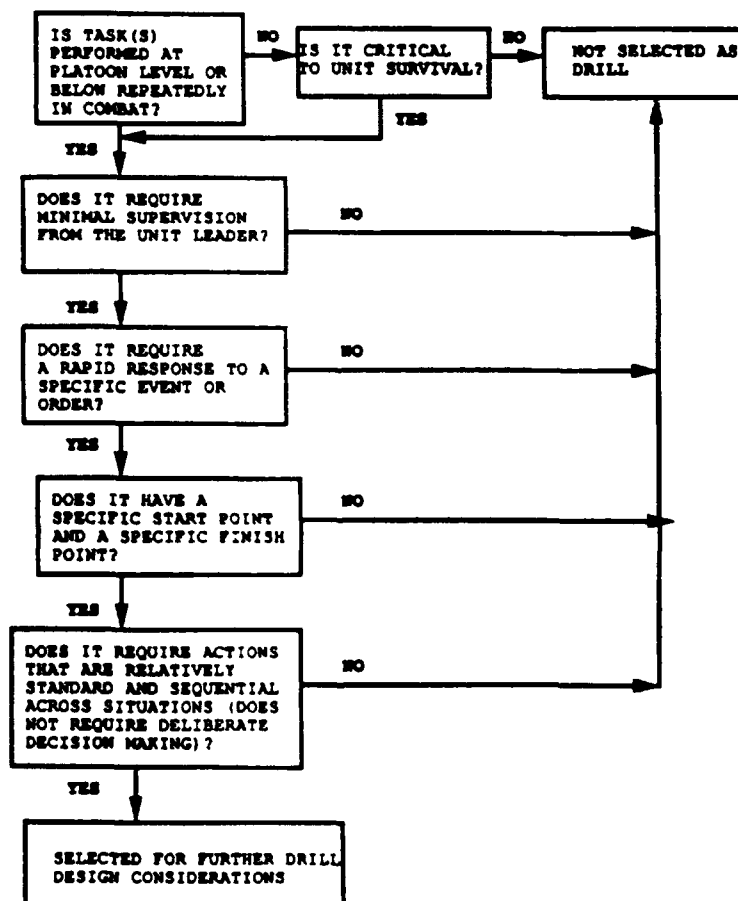 IS TASK(S)
PERFORMED AT
PLATOON LEVEL OR
BELOW REPEATEDLY
IN COMBAT?
NO
IS IT CRITICAL
TO UNIT SURVIVAL?
NO
NOT SELECTED AS
DRILL
YES
YES
DOES IT REQUIRE
MINIMAL SUPERVISION
FROM THE UNIT LEADER?
NO
YES
DOES IT REQUIRE
A RAPID RESPONSE TO A
SPECIFIC EVENT OR
ORDER?
NO
YES
DOES IT HAVE A
SPECIFIC START POINT
AND A SPECIFIC FINISH
POINT?
NO
YES
DOES IT REQUIRE ACTIONS
THAT ARE RELATIVELY
STANDARD AND SEQUENTIAL
ACROSS SITUATIONS (DOES
NOT REQUIRE DELIBERATE
DECISION MAKING)?
NO
YES
SELECTED FOR FURTHER DRILL
DESIGN CONSIDERATIONS